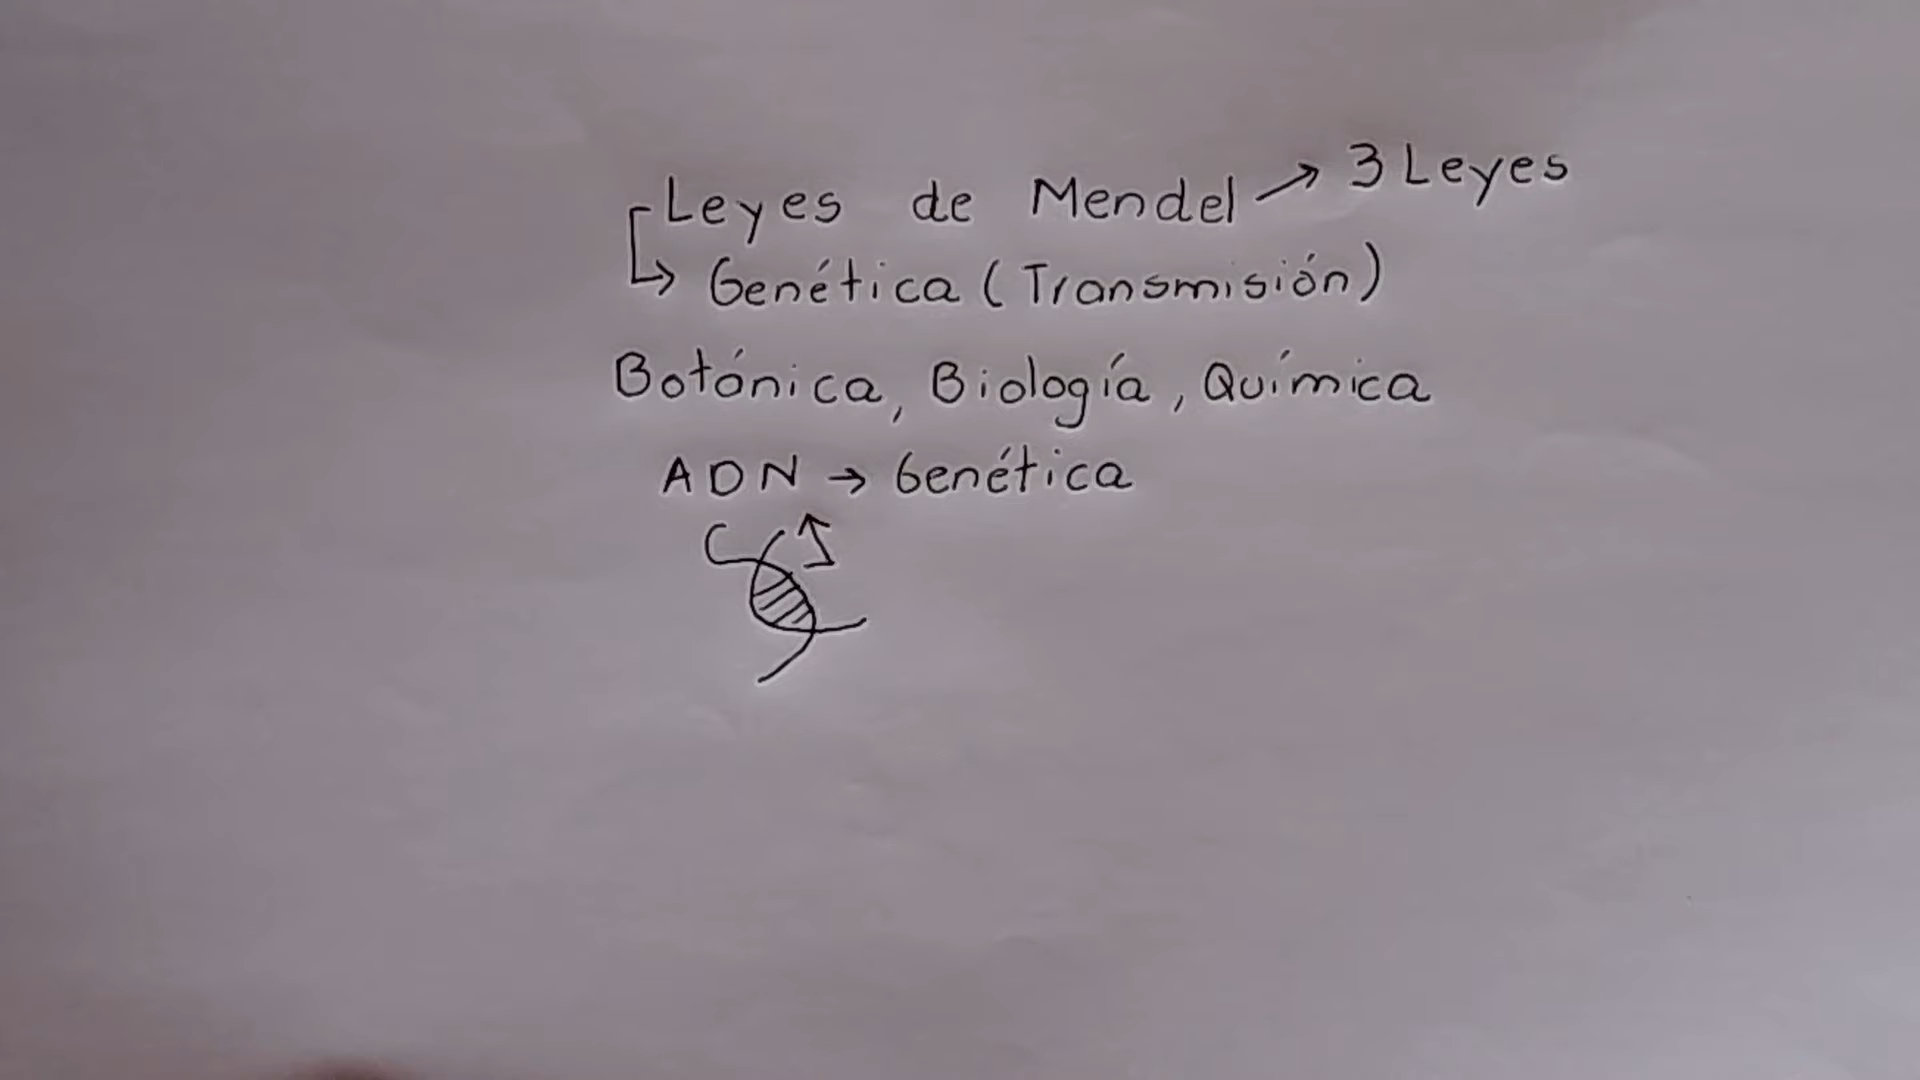 Leyes de Mendel → 3 Leyes
↳ Genética (Transmisión)
Botánica, Biología, Química
ADN → Genética